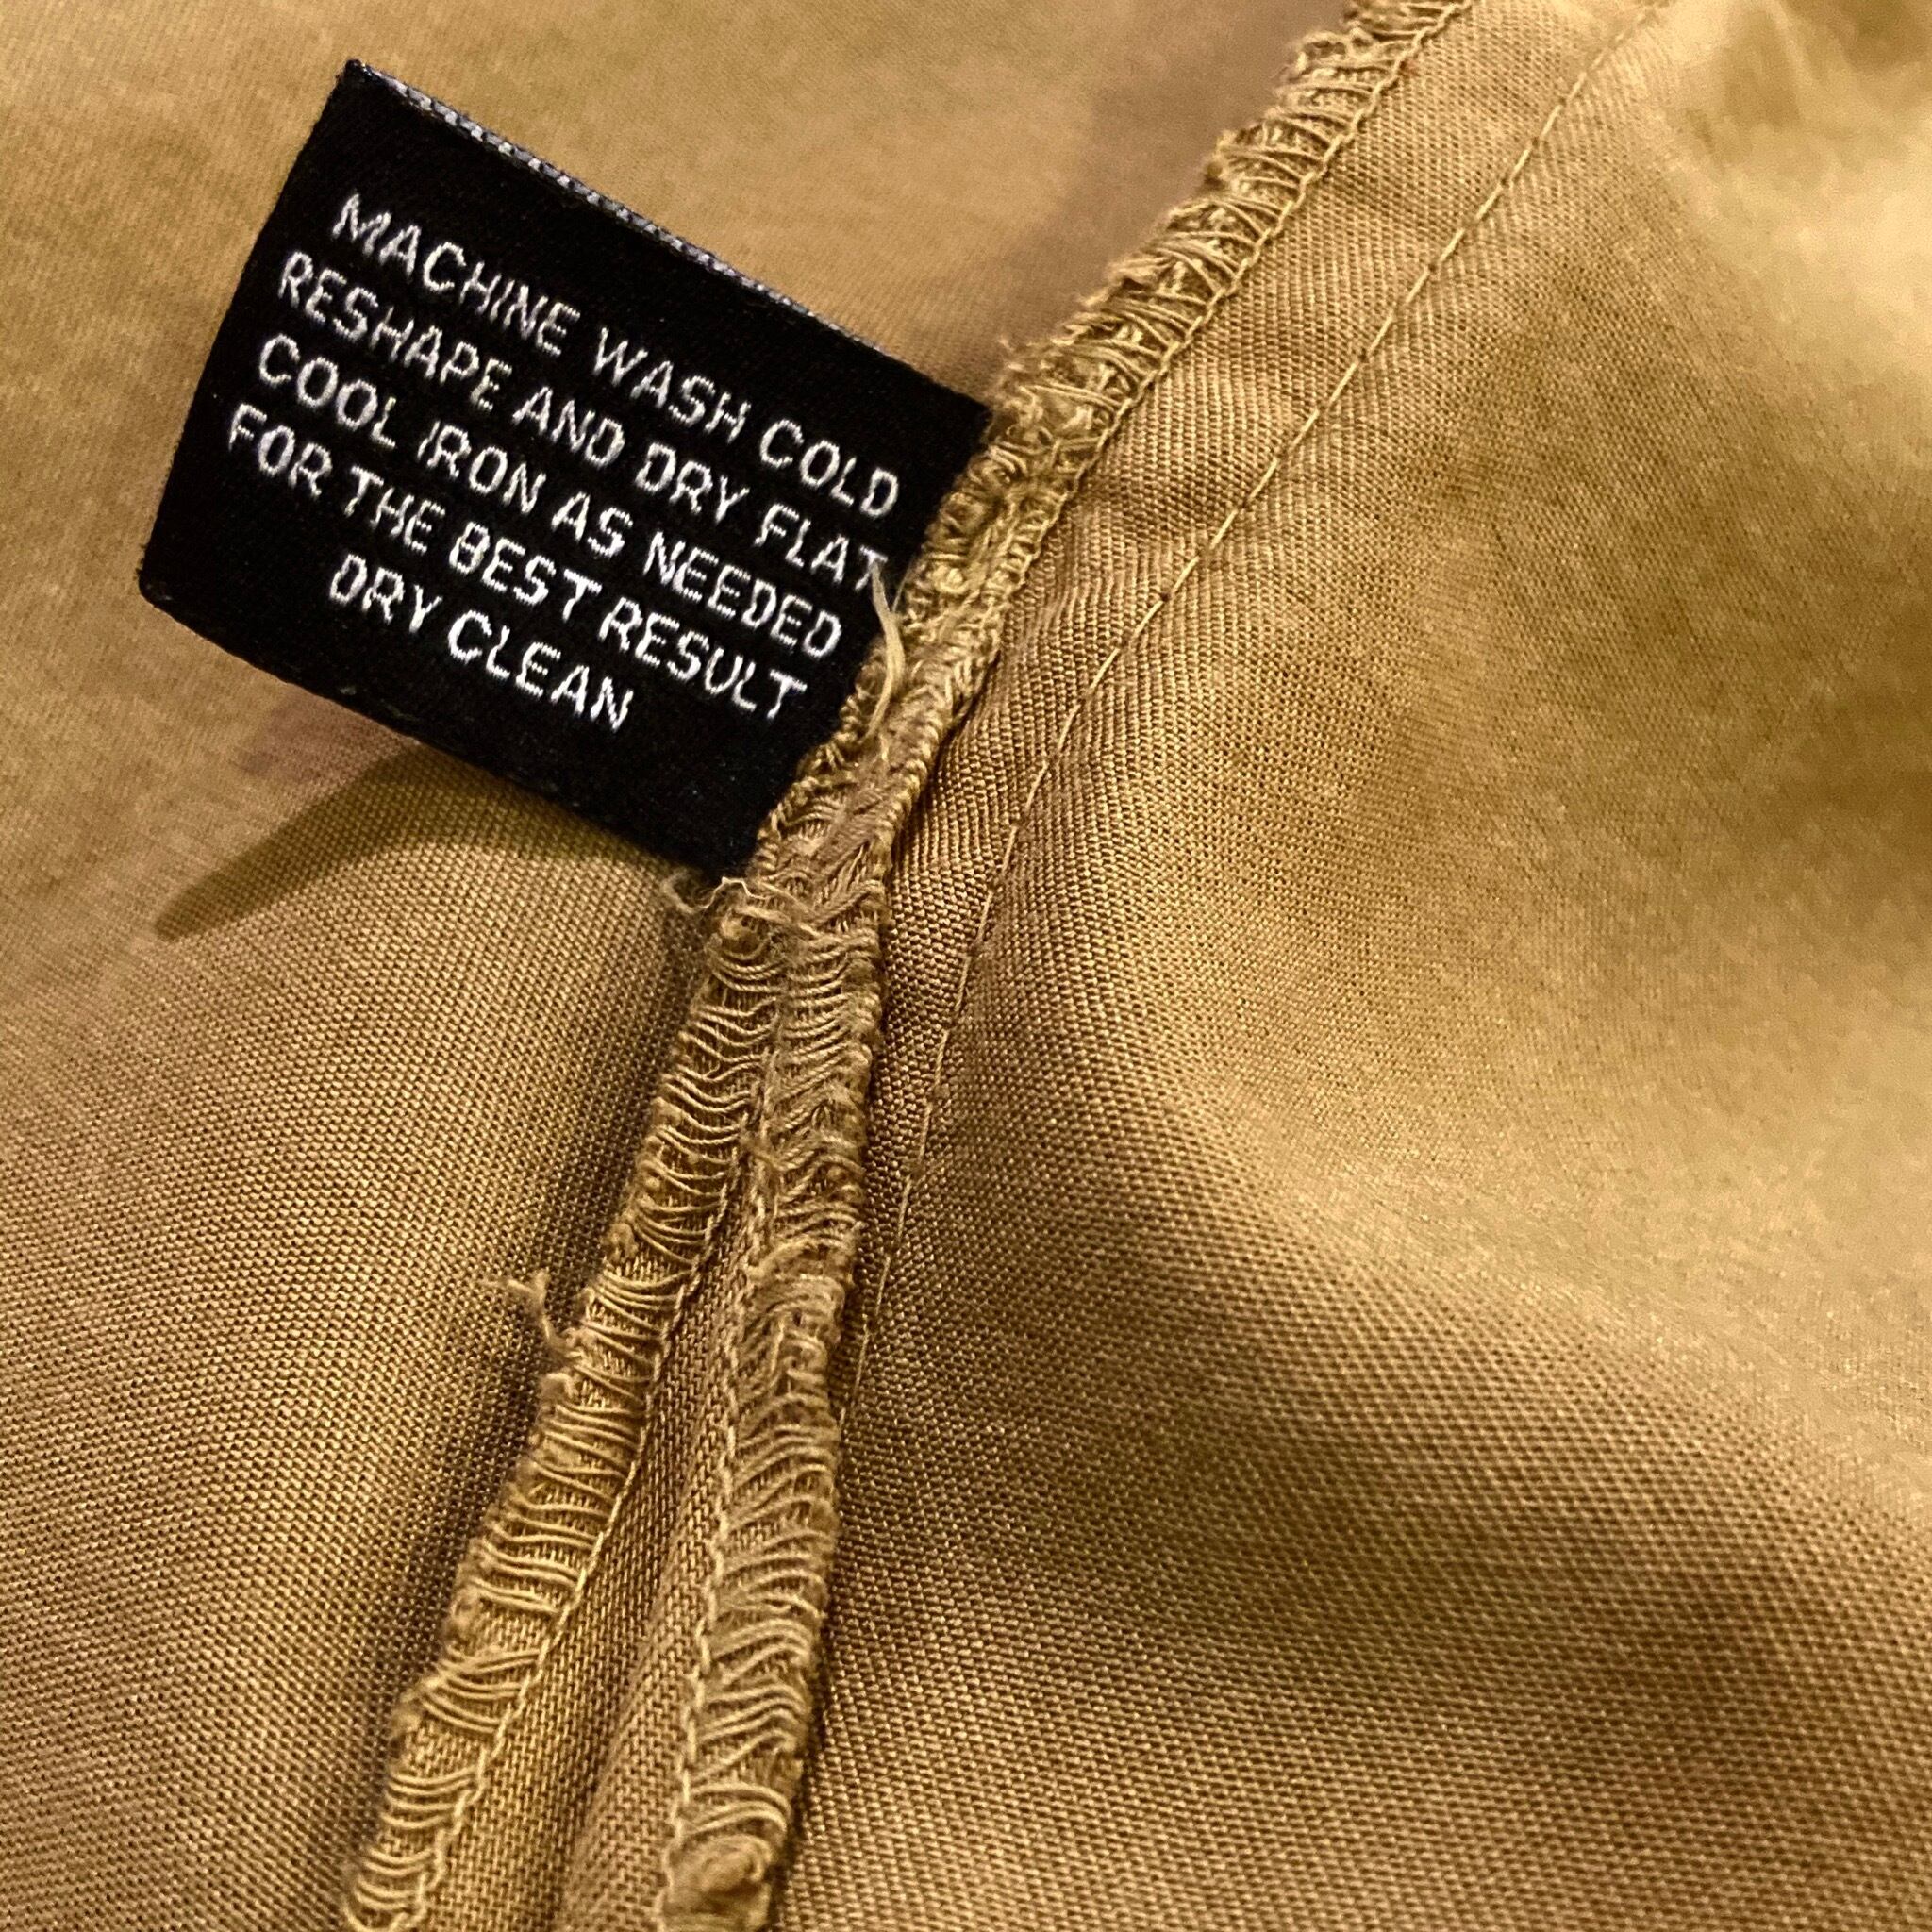 MACHINE WASH COLD
RESHAPE AND DRY FLAT
COOL IRON AS NEEDED
FOR THE BEST RESULT
DRY CLEAN